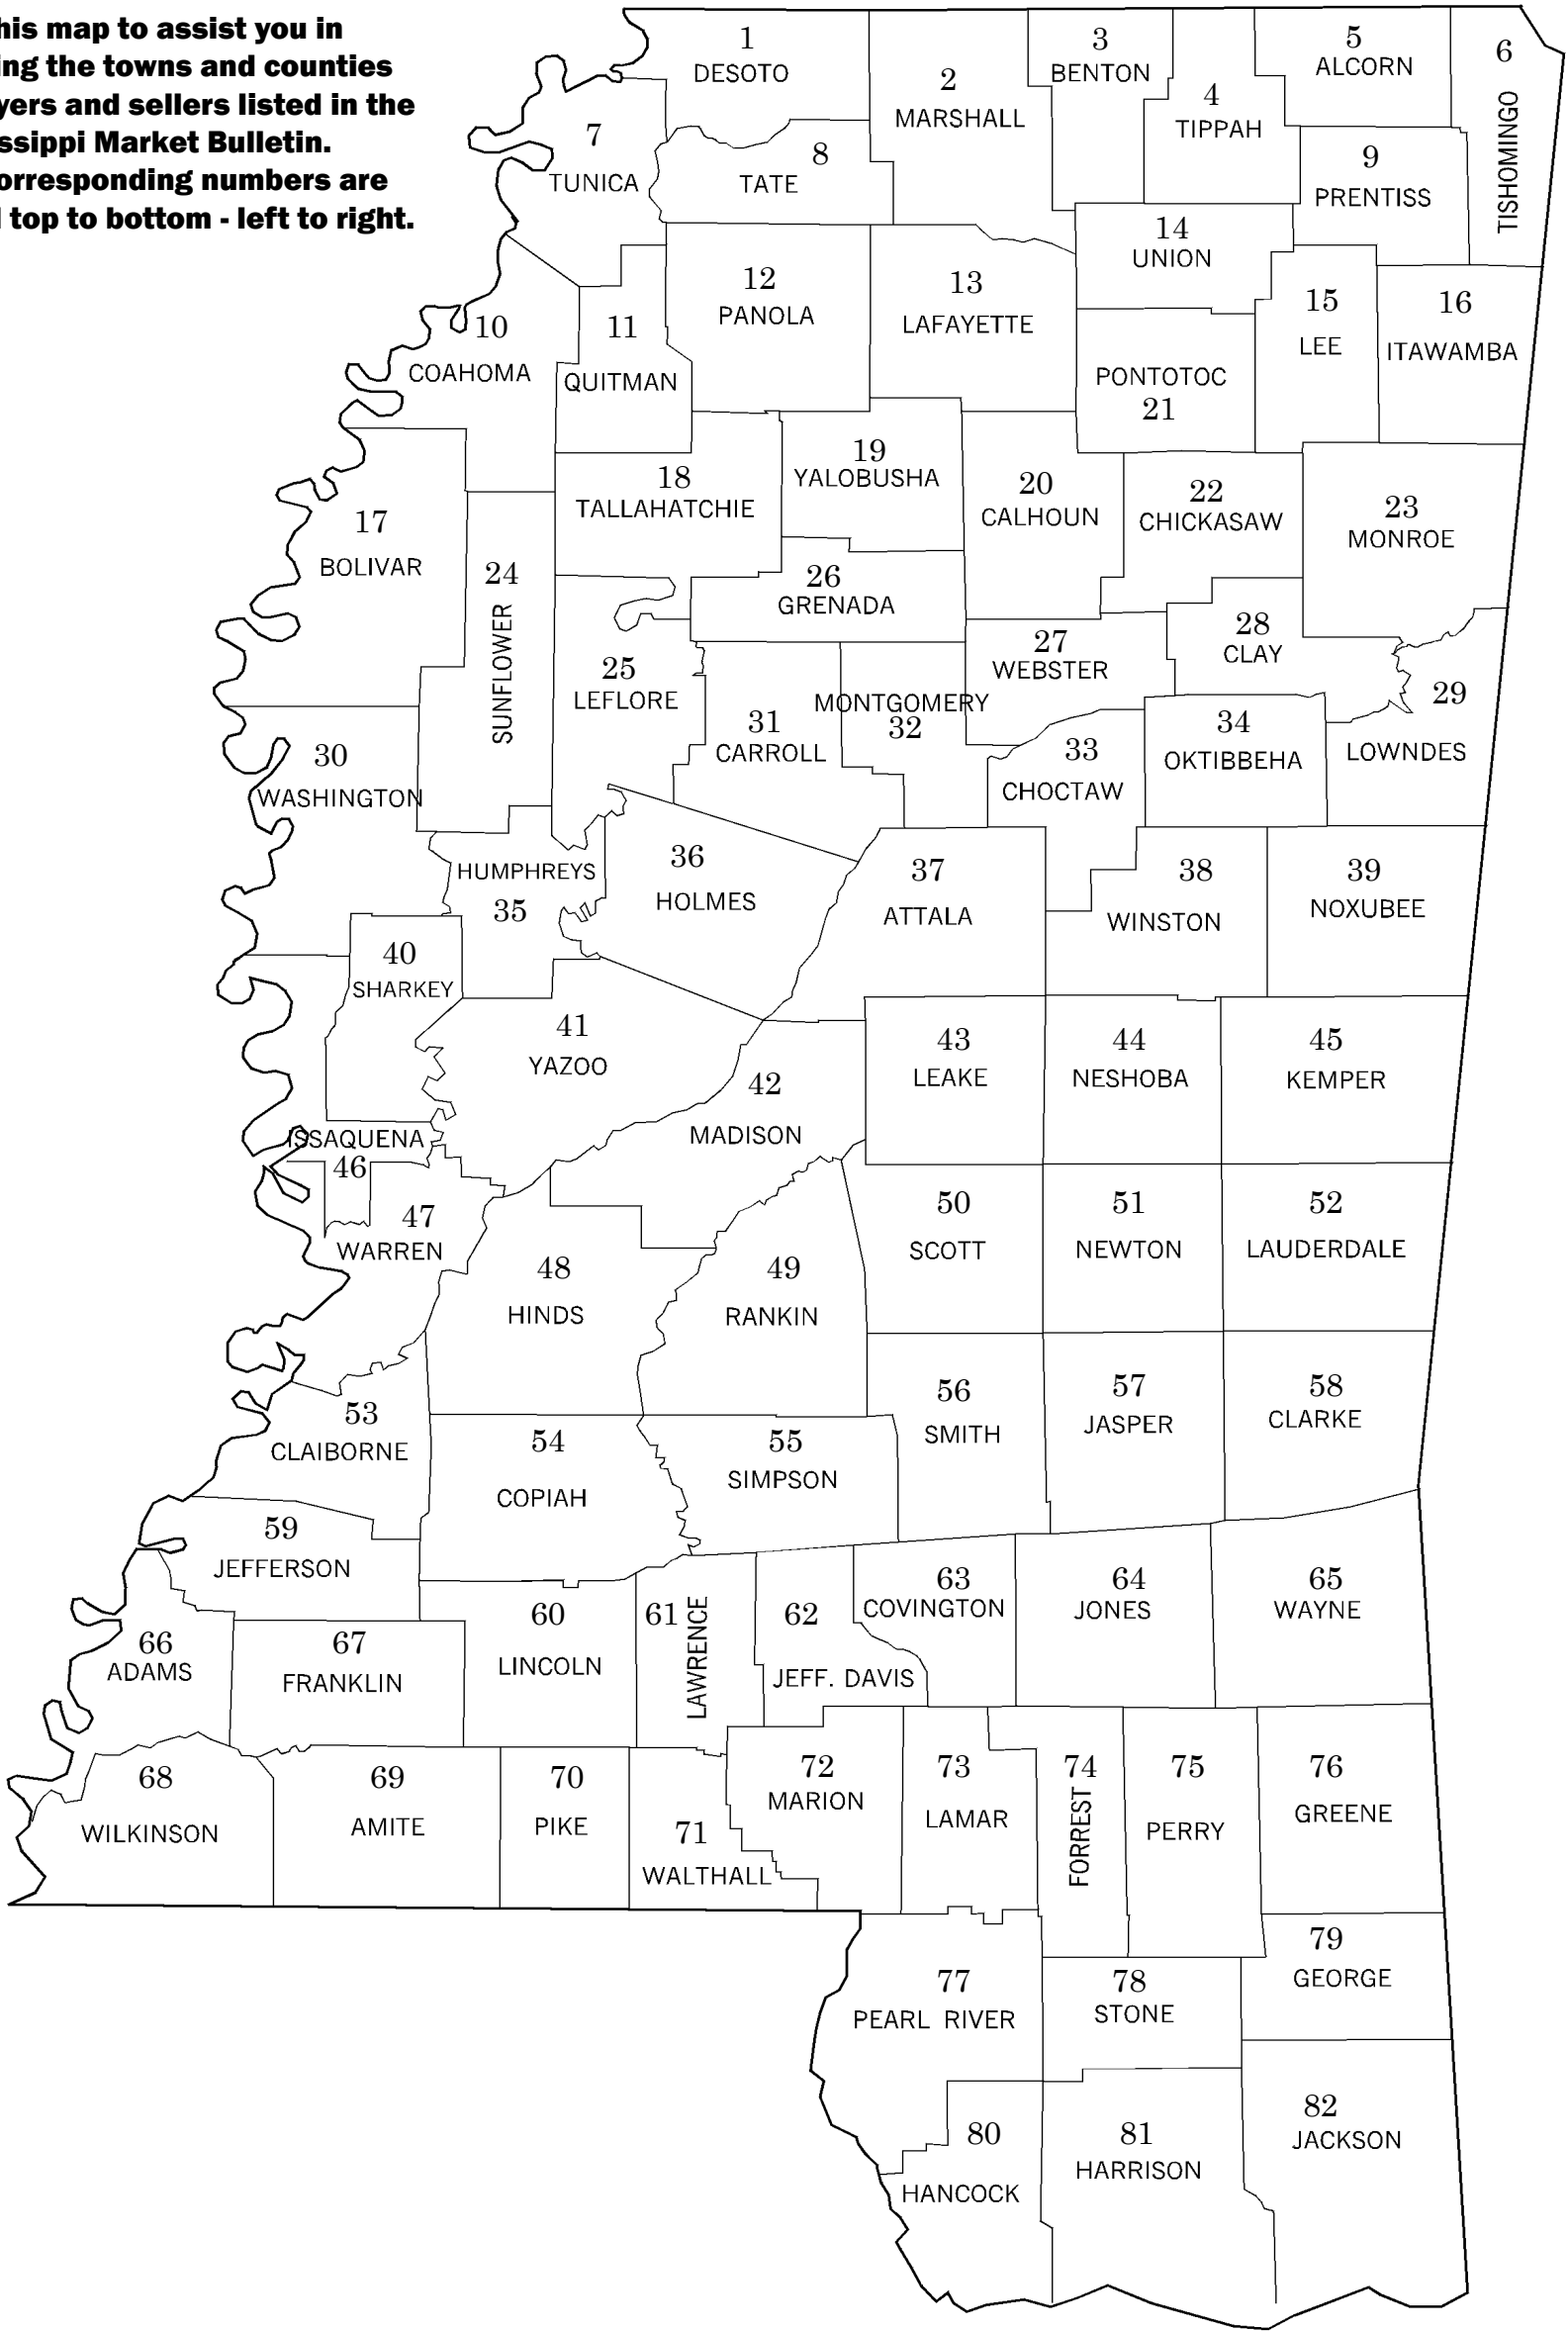 his map to assist you in
ing the towns and counties
yers and sellers listed in the
ssippi Market Bulletin.
orresponding numbers are
top to bottom - left to right.
1
DESOTO
2
MARSHALL
3
BENTON
4
TIPPAH
5
ALCORN
6
TISHOMINGO
7
TUNICA
8
TATE
9
PRENTISS
10
COAHOMA
11
QUITMAN
12
PANOLA
13
LAFAYETTE
14
UNION
15
LEE
16
ITAWAMBA
17
BOLIVAR
18
TALLAHATCHIE
19
YALOBUSHA
20
CALHOUN
PONTOTOC
21
22
CHICKASAW
23
MONROE
24
SUNFLOWER
25
LEFLORE
26
GRENADA
27
WEBSTER
28
CLAY
29
LOWNDES
30
WASHINGTON
31
CARROLL
MONTGOMERY
32
33
CHOCTAW
34
OKTIBBEHA
HUMPHREYS
35
36
HOLMES
37
ATTALA
38
WINSTON
39
NOXUBEE
40
SHARKEY
41
YAZOO
42
MADISON
43
LEAKE
44
NESHOBA
45
KEMPER
ISSAQUENA
46
47
WARREN
48
HINDS
49
RANKIN
50
SCOTT
51
NEWTON
52
LAUDERDALE
53
CLAIBORNE
54
COPIAH
55
SIMPSON
56
SMITH
57
JASPER
58
CLARKE
59
JEFFERSON
60
LINCOLN
61
LAWRENCE
62
JEFF. DAVIS
63
COVINGTON
64
JONES
65
WAYNE
66
ADAMS
67
FRANKLIN
68
WILKINSON
69
AMITE
70
PIKE
71
WALTHALL
72
MARION
73
LAMAR
74
FORREST
75
PERRY
76
GREENE
77
PEARL RIVER
78
STONE
79
GEORGE
80
HANCOCK
81
HARRISON
82
JACKSON